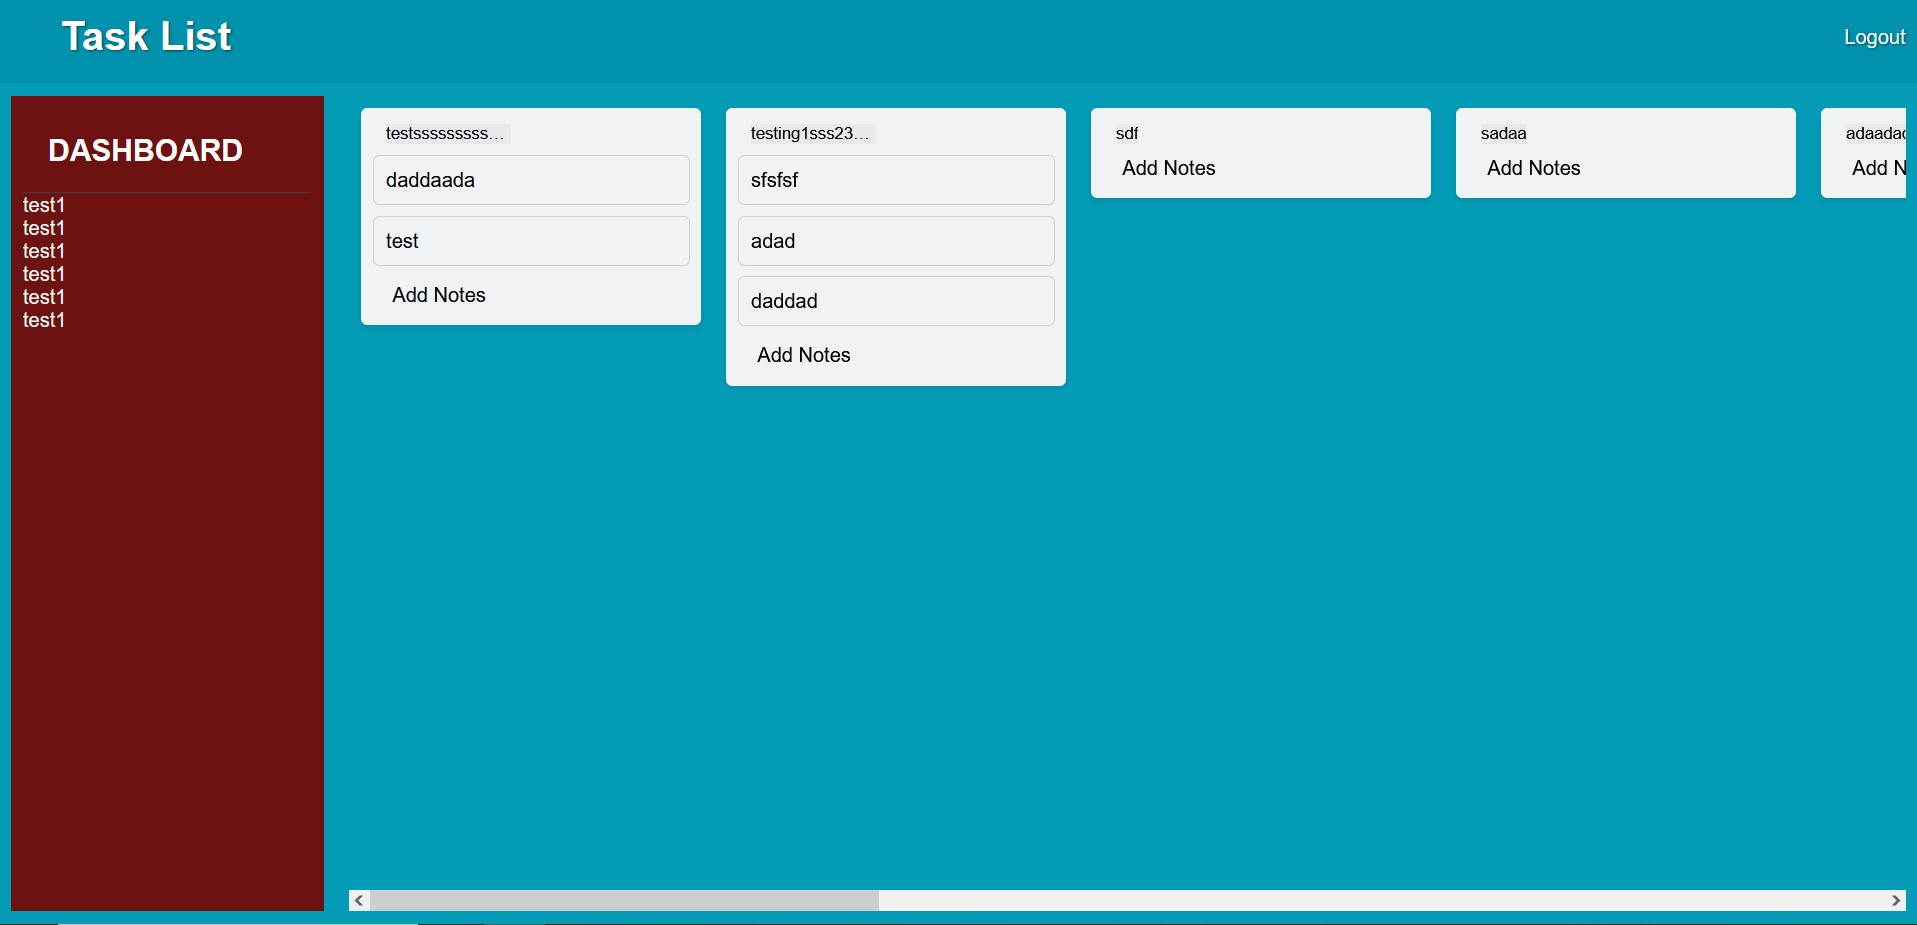 Task List
Logout
DASHBOARD
test1
test1
test1
test1
test1
test1
testsssssssss...
daddaada
test
Add Notes
testing1sss23...
sfsfsf
adad
daddad
Add Notes
sdf
Add Notes
sadaa
Add Notes
Add N